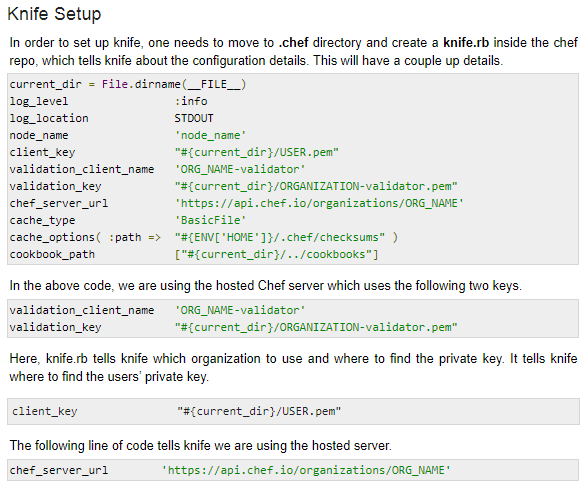 Knife Setup
In order to set up knife, one needs to move to .chef directory and create a knife.rb inside the chef
repo, which tells knife about the configuration details. This will have a couple up details.
current_dir = File.dirname(__FILE__)
log_level :info
log_location STDOUT
node_name 'node_name'
client_key "#{current_dir}/USER.pem"
validation_client_name 'ORG_NAME-validator'
validation_key "#{current_dir}/ORGANIZATION-validator.pem"
chef_server_url 'https://api.chef.io/organizations/ORG_NAME'
cache_type 'BasicFile'
cache_options( :path => "#{ENV['HOME']}/.chef/checksums" )
cookbook_path ["#{current_dir}/../cookbooks"]
In the above code, we are using the hosted Chef server which uses the following two keys.
validation_client_name 'ORG_NAME-validator'
validation_key "#{current_dir}/ORGANIZATION-validator.pem"
Here, knife.rb tells knife which organization to use and where to find the private key. It tells knife
where to find the users' private key.
client_key "#{current_dir}/USER.pem"
The following line of code tells knife we are using the hosted server.
chef_server_url 'https://api.chef.io/organizations/ORG_NAME'